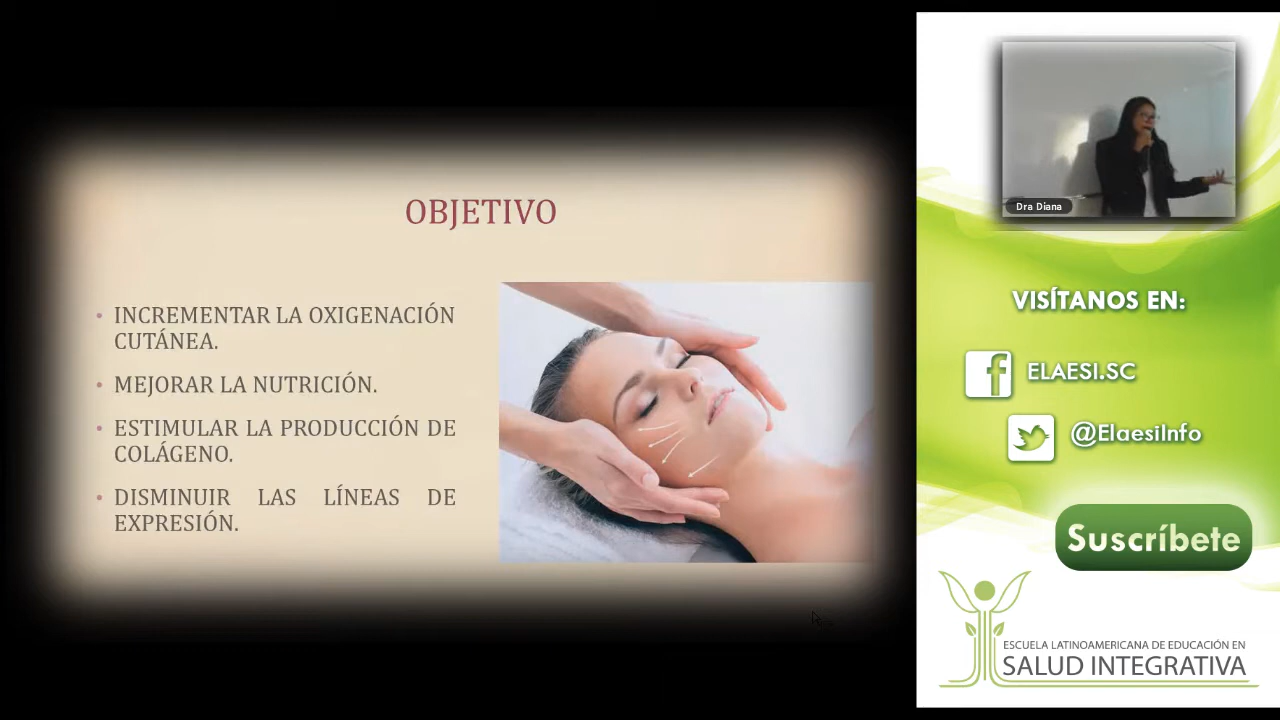 OBJETIVO
INCREMENTAR LA OXIGENACIÓN
CUTÁNEA.
MEJORAR LA NUTRICIÓN.
ESTIMULAR LA PRODUCCIÓN DE
COLÁGENO.
DISMINUIR LAS LÍNEAS DE
EXPRESIÓN.
Dra Diana
VISÍTANOS EN:
ELAESI.SC
@ElaesiInfo
Suscríbete
ESCUELA LATINOAMERICANA DE EDUCACIÓN EN
SALUD INTEGRATIVA